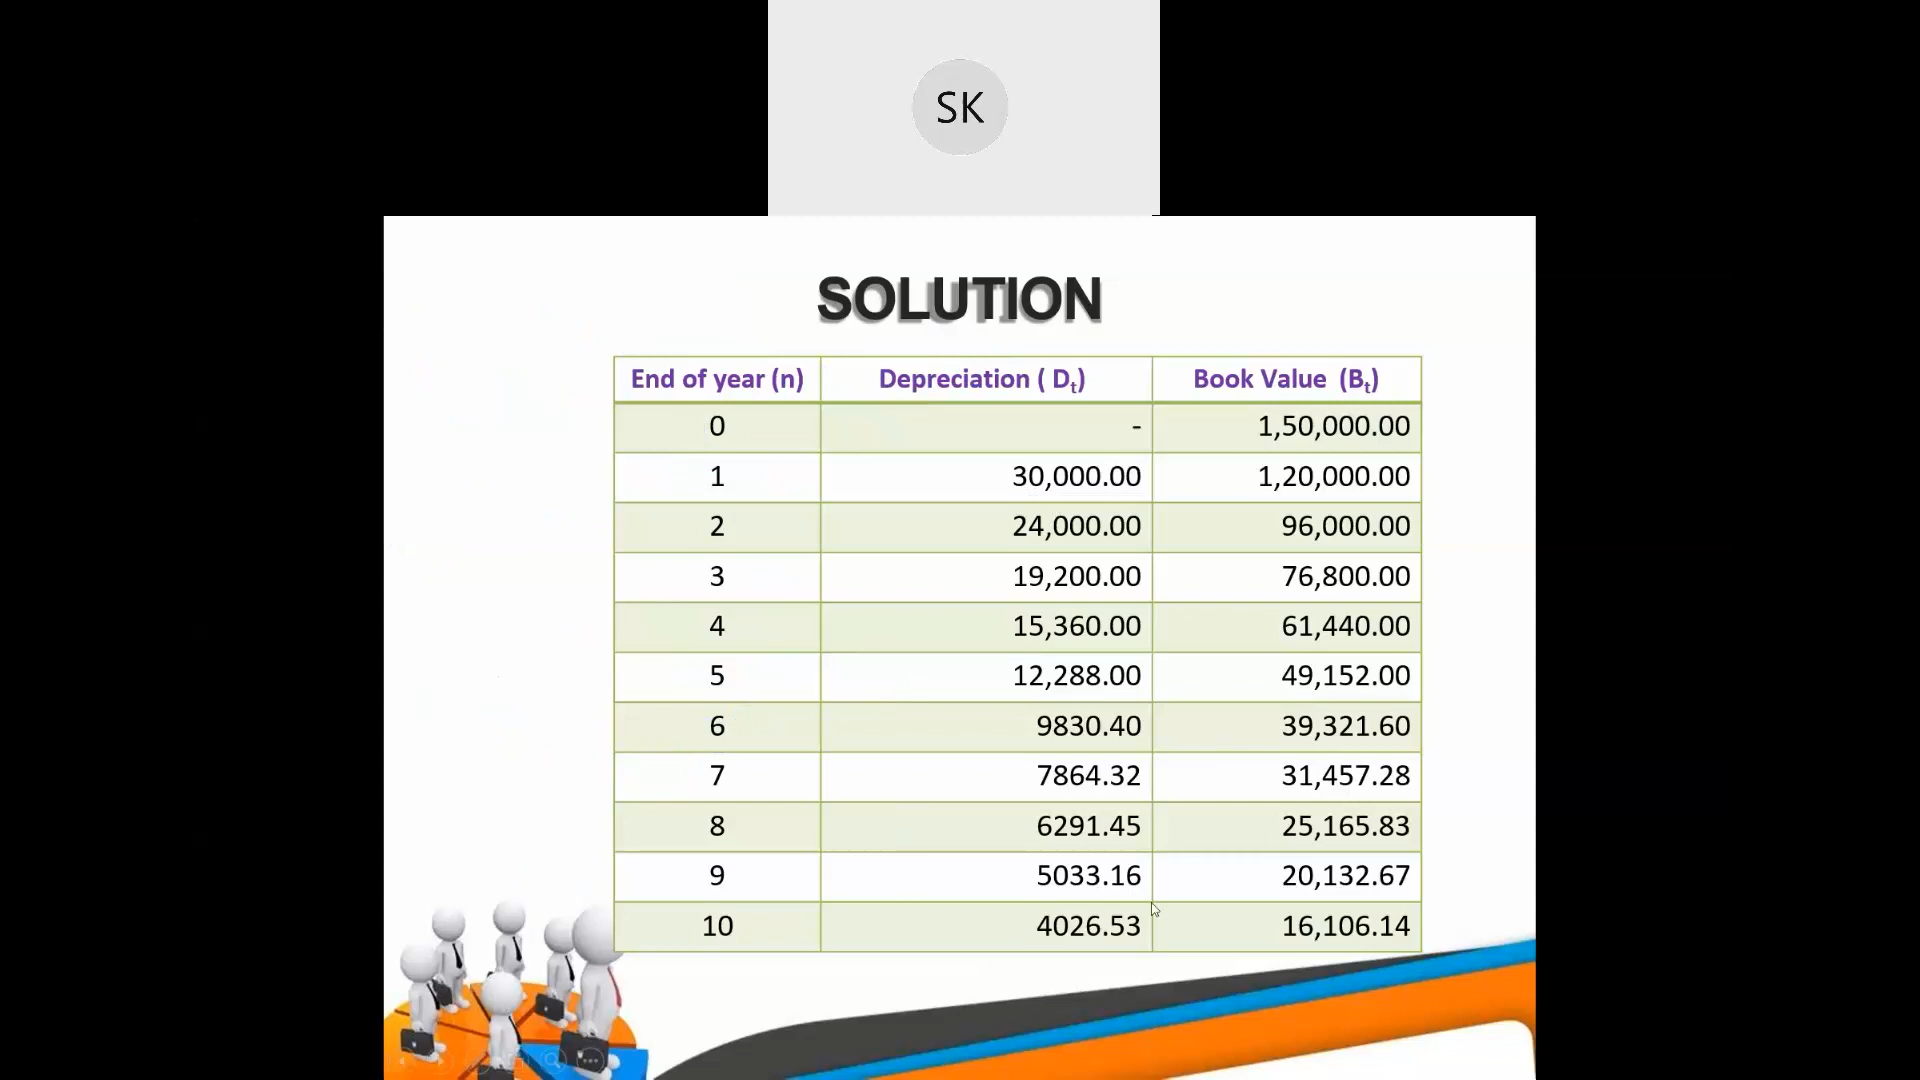 SK
SOLUTION
End of year (n) Depreciation ( Dt) Book Value (Bt)
0 - 1,50,000.00
1 30,000.00 1,20,000.00
2 24,000.00 96,000.00
3 19,200.00 76,800.00
4 15,360.00 61,440.00
5 12,288.00 49,152.00
6 9830.40 39,321.60
7 7864.32 31,457.28
8 6291.45 25,165.83
9 5033.16 20,132.67
10 4026.53 16,106.14